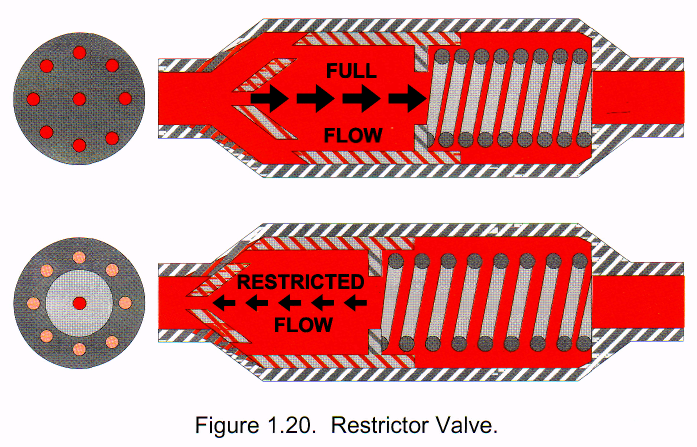 FULL
FLOW
RESTRICTED
FLOW
Figure 1.20. Restrictor Valve.